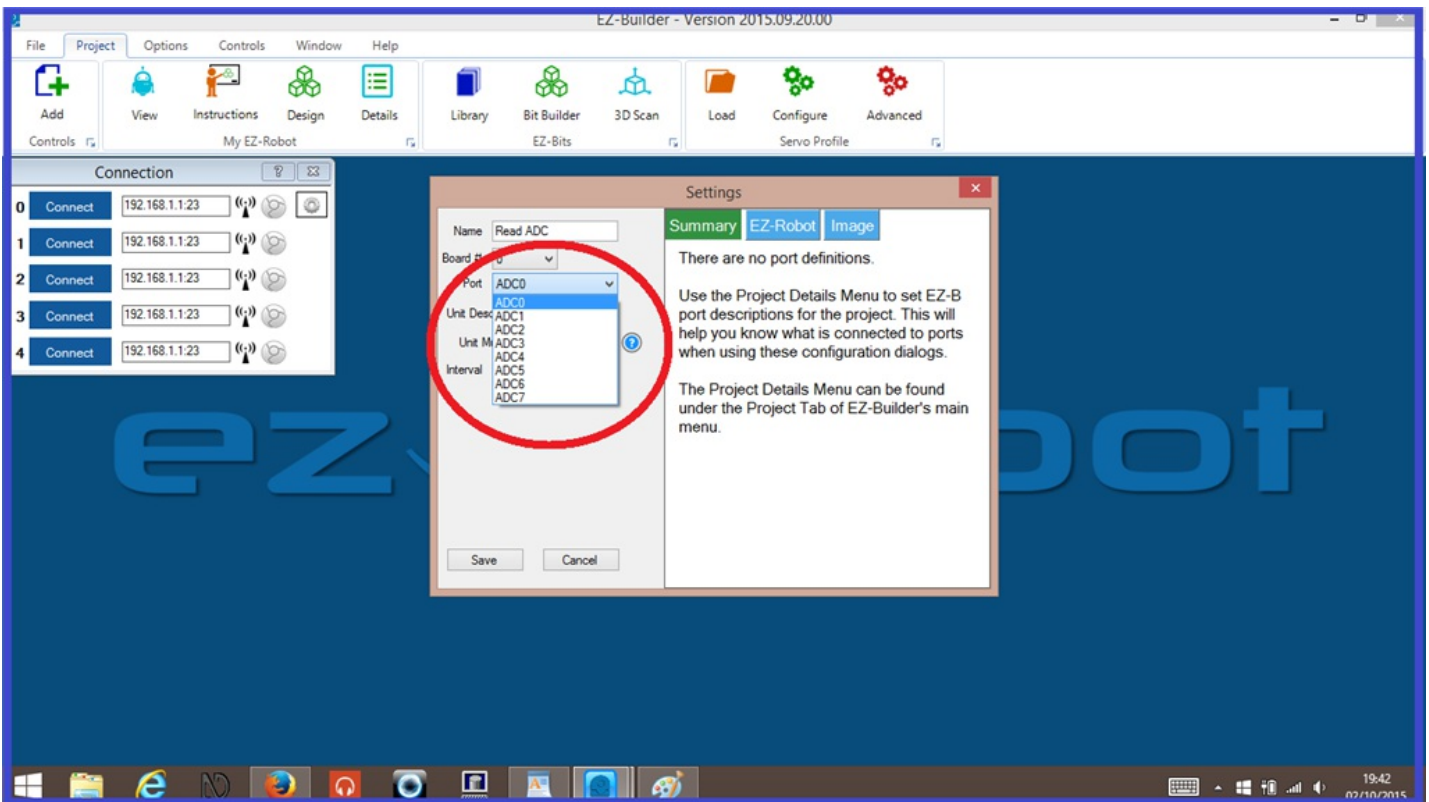 EZ-Builder - Version 2015.09.20.00
File Project Options Controls Window Help
Add View Instructions Design Details Library Bit Builder 3D Scan Load Configure Advanced
Controls My EZ-Robot EZ-Bits Servo Profile
Connection
0 Connect 192.168.1.1:23
1 Connect 192.168.1.1:23
2 Connect 192.168.1.1:23
3 Connect 192.168.1.1:23
4 Connect 192.168.1.1:23
Settings
Name Read ADC
Board #
Port ADC0
ADC0
ADC1
ADC2
ADC3
ADC4
ADC5
ADC6
ADC7
Unit
Unit
Interval
Save Cancel
Summary EZ-Robot Image
There are no port definitions.
Use the Project Details Menu to set EZ-B
port descriptions for the project. This will
help you know what is connected to ports
when using these configuration dialogs.
The Project Details Menu can be found
under the Project Tab of EZ-Builder's main
menu.
ez
19:42
02/10/2015